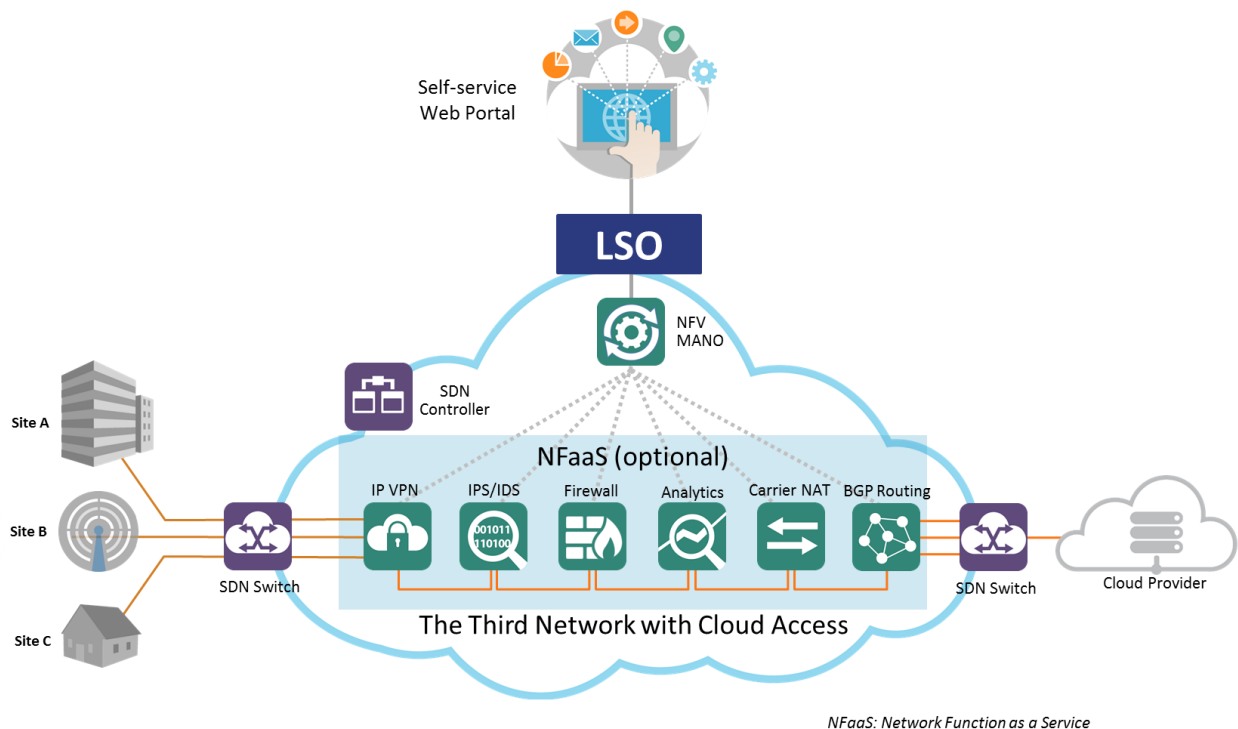 Self-service
Web Portal
LSO
NFV
MANO
SDN
Controller
Site A
NFaaS (optional)
IP VPN
IPS/IDS
Firewall
Analytics
Carrier NAT
BGP Routing
001011
110100
Site B
SDN Switch
SDN Switch
Cloud Provider
The Third Network with Cloud Access
Site C
NFaaS: Network Function as a Service